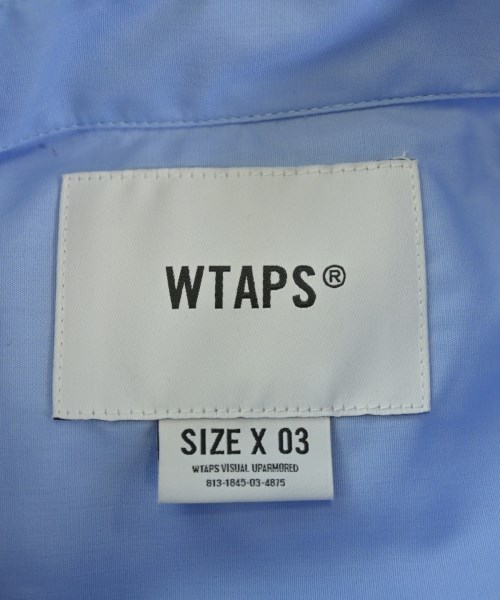 WTAPS®
SIZE X 03
WTAPS VISUAL UPARMORED
813-1845-03-4875